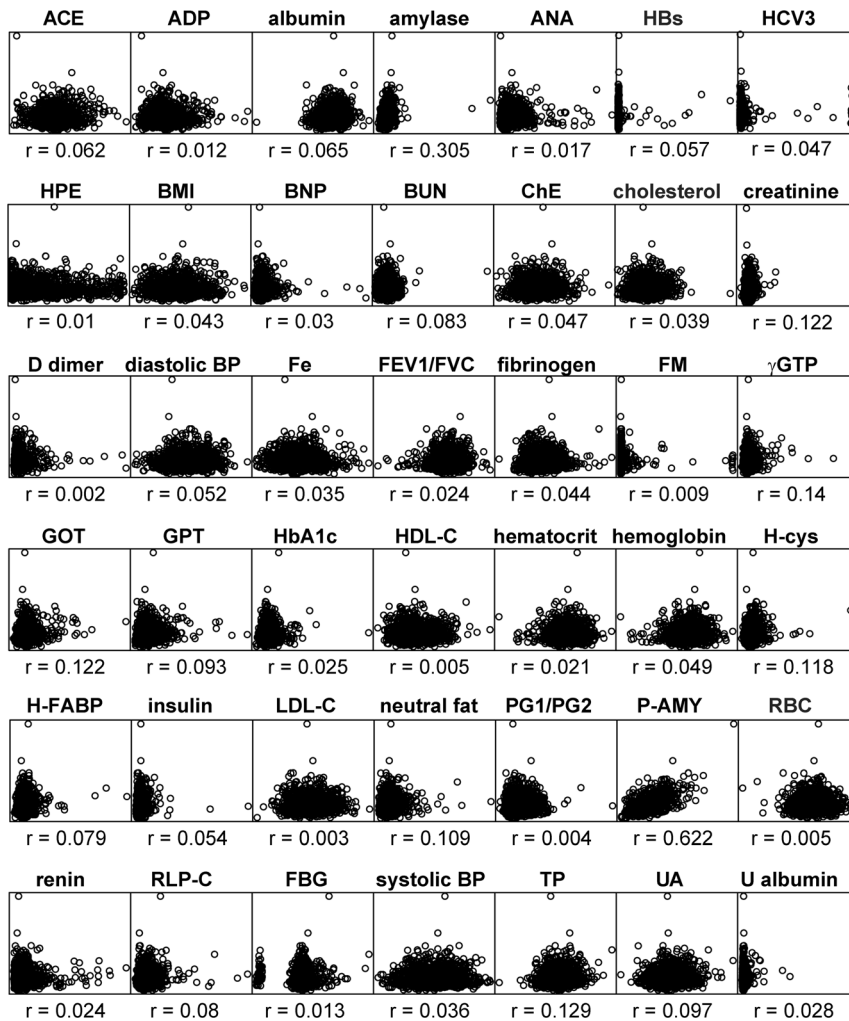 ACE ADP albumin amylase ANA HBs HCV3
r = 0.062 r = 0.012 r = 0.065 r = 0.305 r = 0.017 r = 0.057 r = 0.047
HPE BMI BNP BUN ChE cholesterol creatinine
r = 0.01 r = 0.043 r = 0.03 r = 0.083 r = 0.047 r = 0.039 r = 0.122
D dimer diastolic BP Fe FEV1/FVC fibrinogen FM γGTP
r = 0.002 r = 0.052 r = 0.035 r = 0.024 r = 0.044 r = 0.009 r = 0.14
GOT GPT HbA1c HDL-C hematocrit hemoglobin H-cys
r = 0.122 r = 0.093 r = 0.025 r = 0.005 r = 0.021 r = 0.049 r = 0.118
H-FABP insulin LDL-C neutral fat PG1/PG2 P-AMY RBC
r = 0.079 r = 0.054 r = 0.003 r = 0.109 r = 0.004 r = 0.622 r = 0.005
renin RLP-C FBG systolic BP TP UA U albumin
r = 0.024 r = 0.08 r = 0.013 r = 0.036 r = 0.129 r = 0.097 r = 0.028